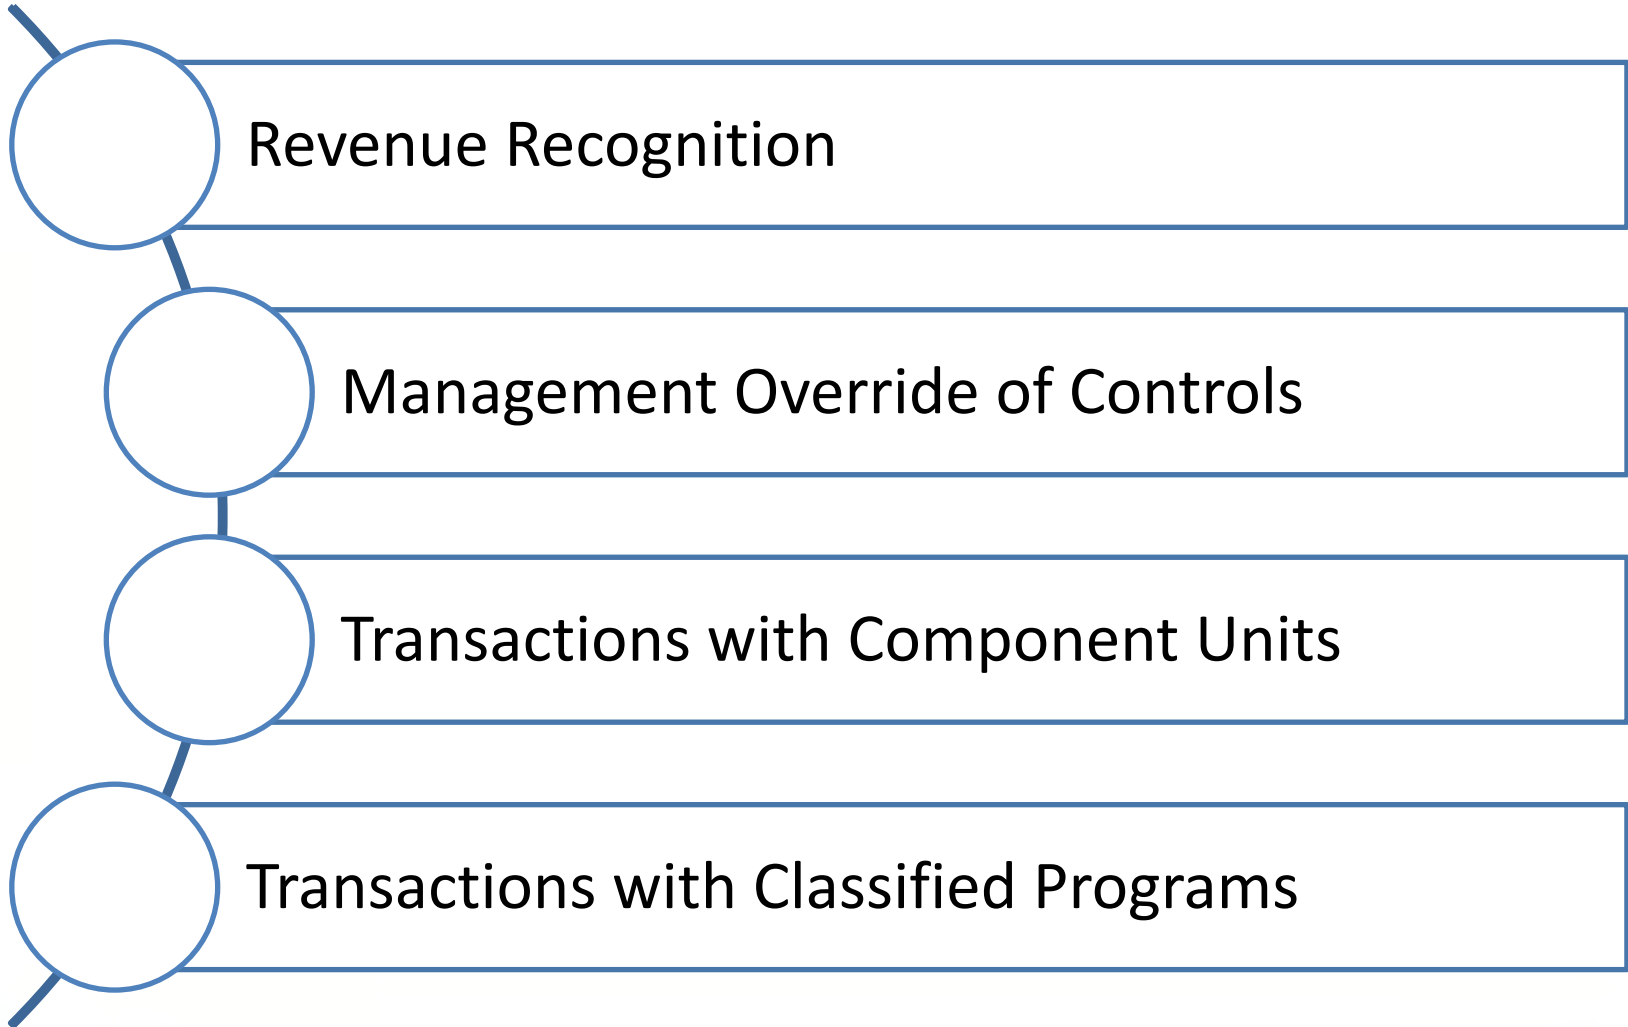 Revenue Recognition
Management Override of Controls
Transactions with Component Units
Transactions with Classified Programs